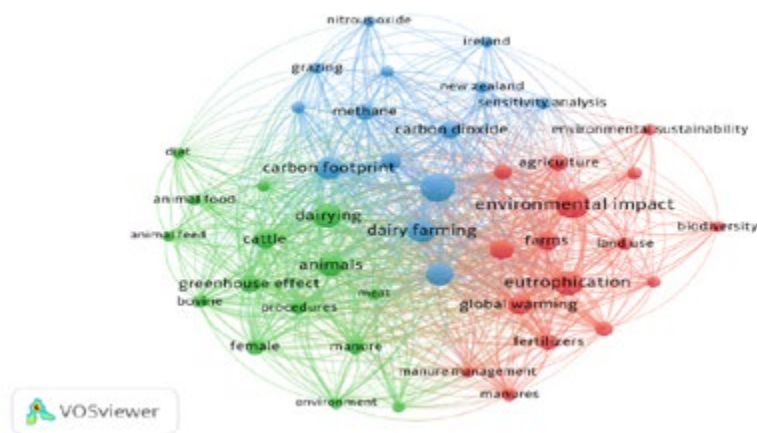 nitrous oxide
ireland
grazing
new zealand
sensitivity analysis
methane
carbon dioxide
environmental sustainability
diet
carbon footprint
agriculture
animal food
dairying
environmental impact
biodiversity
animal feed
cattle
dairy farming
farms
land use
animals
greenhouse effect
meat
eutrophication
bovine
procedures
global warming
female
manure
fertilizers
manure management
manures
environment
VOSviewer